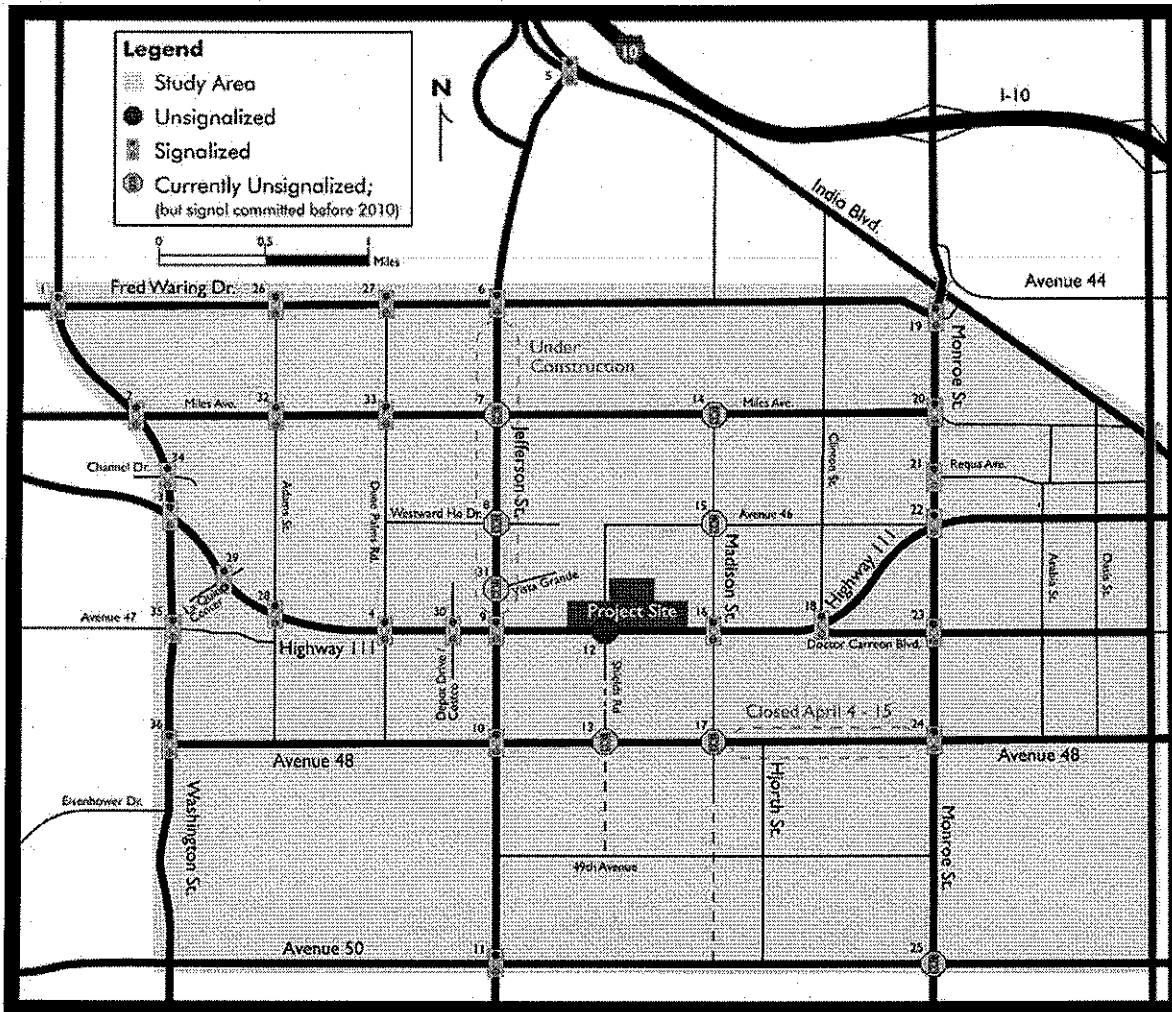 Legend
Study Area
Unsignalized
Signalized
Currently Unsignalized;
(but signal committed before 2010)
N
0 0.5 1
Miles
5
I-10
India Blvd.
Avenue 44
1
Fred Waring Dr.
26
27
6
19
Under
Construction
Monroe St.
2
Miles Ave.
32
33
7
14
Miles Ave.
20
Jefferson St.
Clinton St.
34
Channel Dr.
21
Requa Ave.
Adams St.
Dune Palms Rd.
Westward Ho Dr.
8
15
Avenue 46
22
Madison St.
Highway 111
Arabia St.
Oasis St.
29
La Quinta
Center
31
Vista Grande
28
Project Site
35
Avenue 47
4
30
9
12
16
18
23
Highway 111
Doctor Carreon Blvd.
Depot Drive /
Costco
Shields Rd
Closed April 4 - 15
36
10
13
17
24
Avenue 48
Avenue 48
Eisenhower Dr.
Washington St.
Hjorth St.
Monroe St.
49th Avenue
Avenue 50
11
25